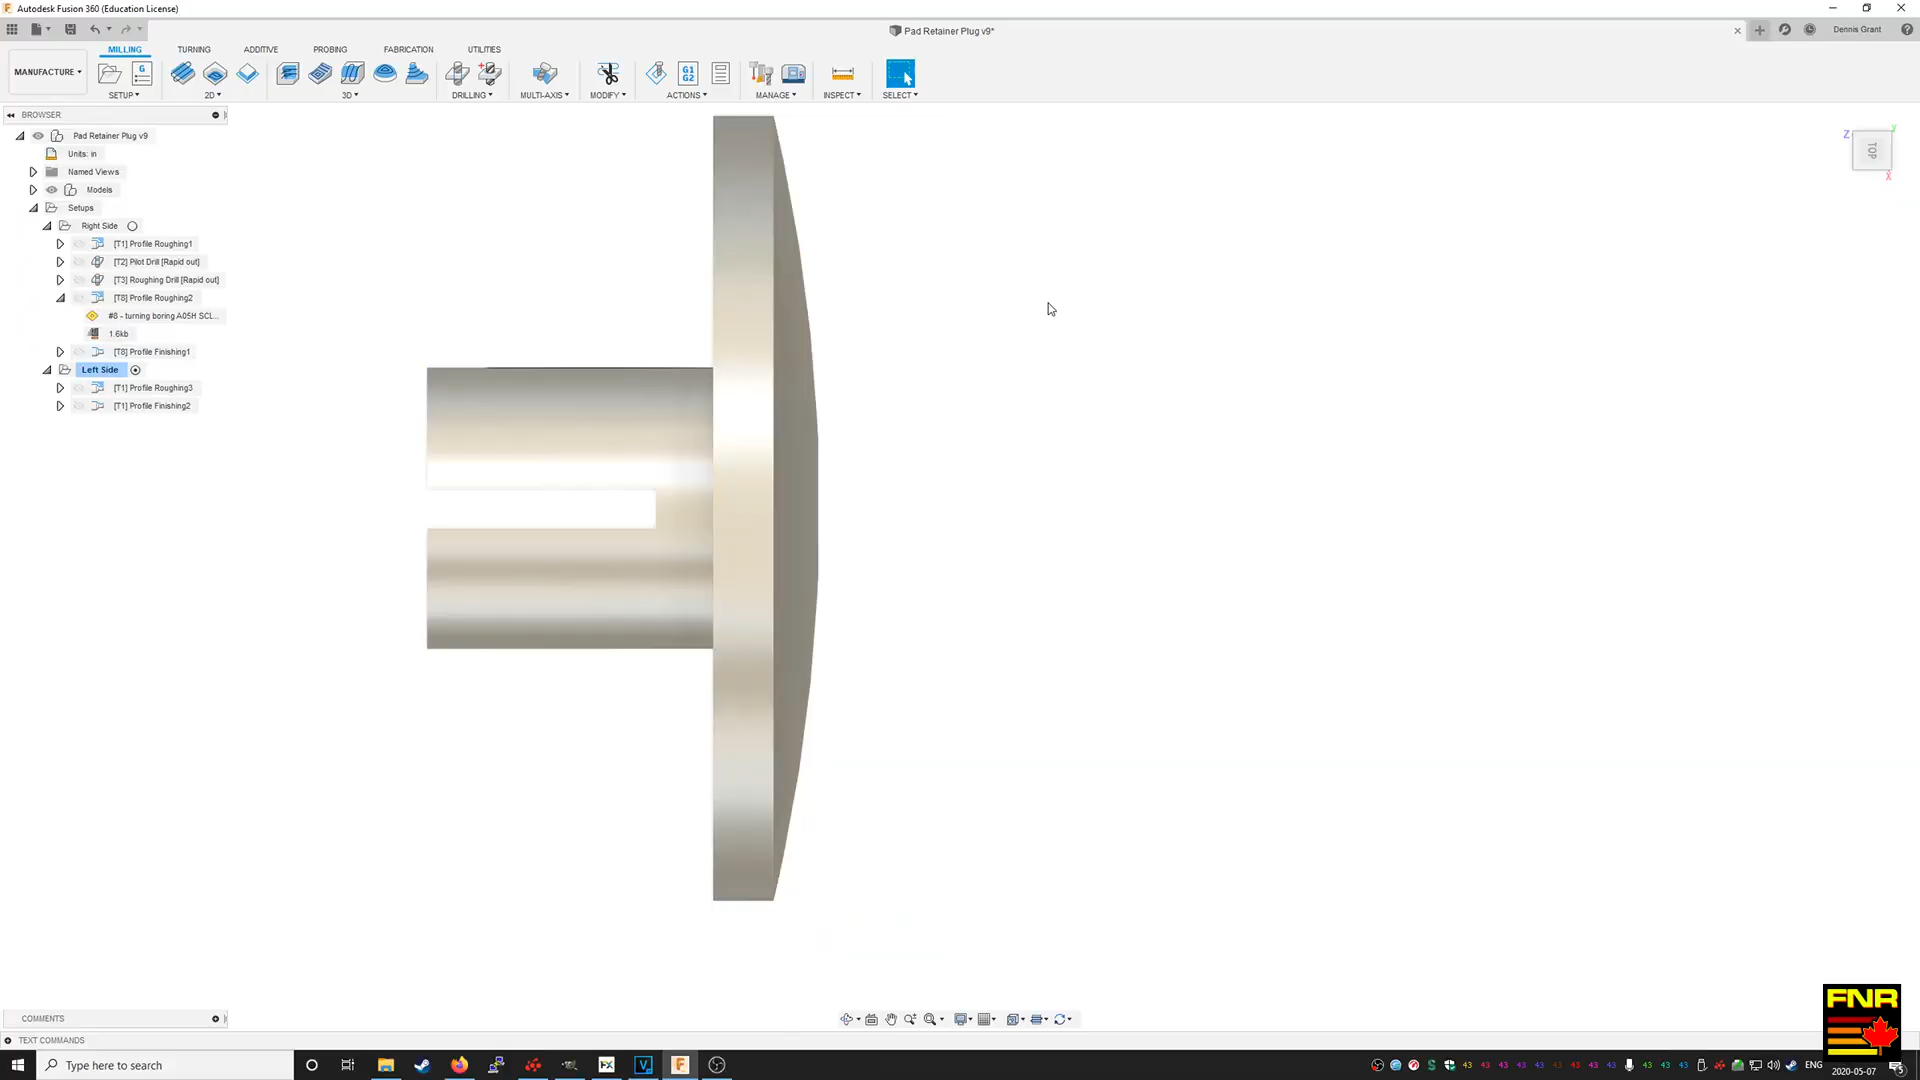 Autodesk Fusion 360 (Education License)
Pad Retainer Plug v9*
Dennis Grant
MILLING TURNING ADDITIVE PROBING FABRICATION UTILITIES
MANUFACTURE
G
G1
G2
SETUP 2D 3D DRILLING MULTI-AXIS MODIFY ACTIONS MANAGE INSPECT SELECT
BROWSER
Pad Retainer Plug v9
Units: in
Named Views
Models
Setups
Right Side
[T1] Profile Roughing1
[T2] Pilot Drill [Rapid out]
[T3] Roughing Drill [Rapid out]
[T8] Profile Roughing2
#8 - turning boring A05H SCL...
1.6kb
[T8] Profile Finishing1
Left Side
[T1] Profile Roughing3
[T1] Profile Finishing2
Z Y
TOP
X
COMMENTS
TEXT COMMANDS
FNR
Type here to search
ENG
2020-05-07